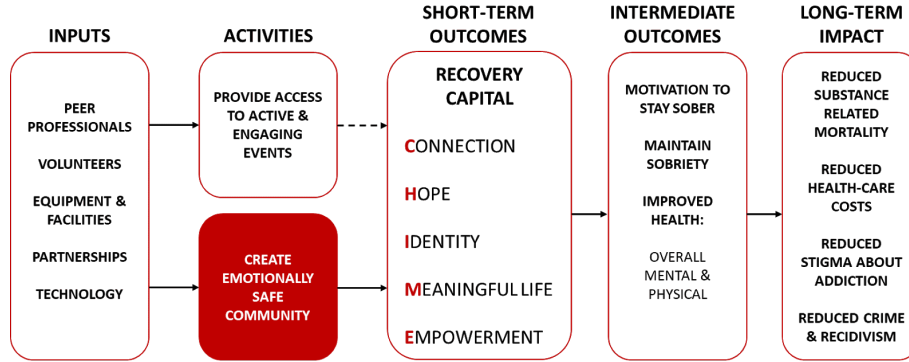 INPUTS
PEER
PROFESSIONALS
VOLUNTEERS
EQUIPMENT &
FACILITIES
PARTNERSHIPS
TECHNOLOGY
ACTIVITIES
PROVIDE ACCESS
TO ACTIVE &
ENGAGING
EVENTS
CREATE
EMOTIONALLY
SAFE
COMMUNITY
SHORT-TERM
OUTCOMES
RECOVERY
CAPITAL
CONNECTION
HOPE
IDENTITY
MEANINGFUL LIFE
EMPOWERMENT
INTERMEDIATE
OUTCOMES
MOTIVATION TO
STAY SOBER
MAINTAIN
SOBRIETY
IMPROVED
HEALTH:
OVERALL
MENTAL &
PHYSICAL
LONG-TERM
IMPACT
REDUCED
SUBSTANCE
RELATED
MORTALITY
REDUCED
HEALTH-CARE
COSTS
REDUCED
STIGMA ABOUT
ADDICTION
REDUCED CRIME
& RECIDIVISM